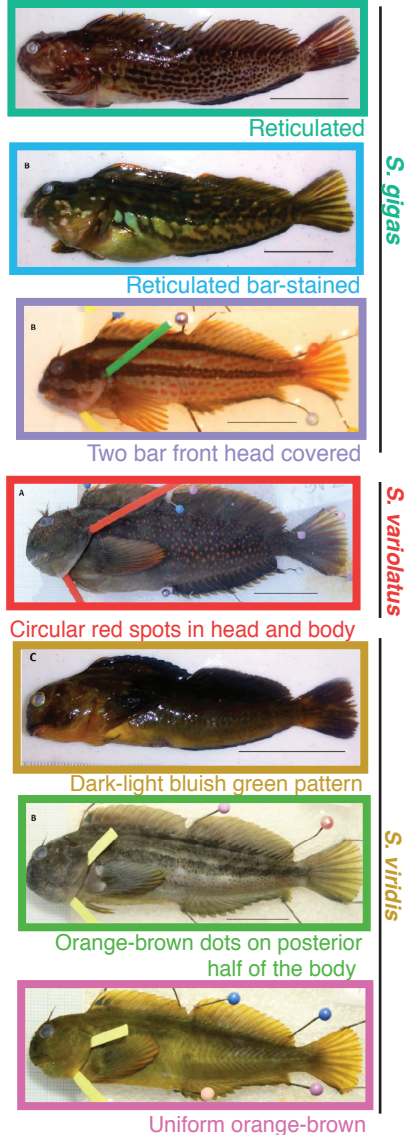 Reticulated
B
Reticulated bar-stained
B
Two bar front head covered
S. gigas
A
Circular red spots in head and body
S. variolatus
C
Dark-light bluish green pattern
B
Orange-brown dots on posterior
half of the body
Uniform orange-brown
S. viridis